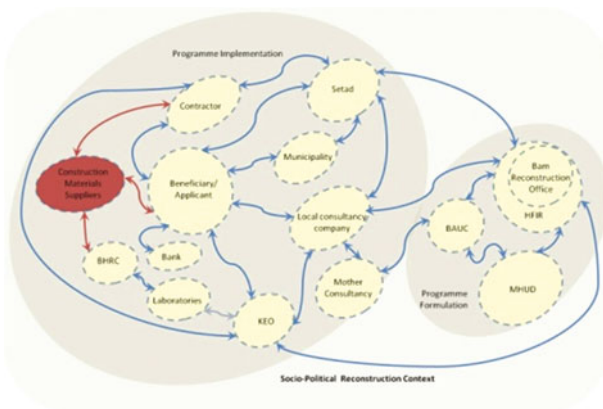 Programme Implementation
Contractor
Setad
Municipality
Construction
Materials
Suppliers
Beneficiary/
Applicant
Bam
Reconstruction
Office
HFIR
Local consultancy
company
BAUC
BHRC
Bank
Laboratories
Mother
Consultancy
MHUD
KEO
Programme
Formulation
Socio-Political Reconstruction Context